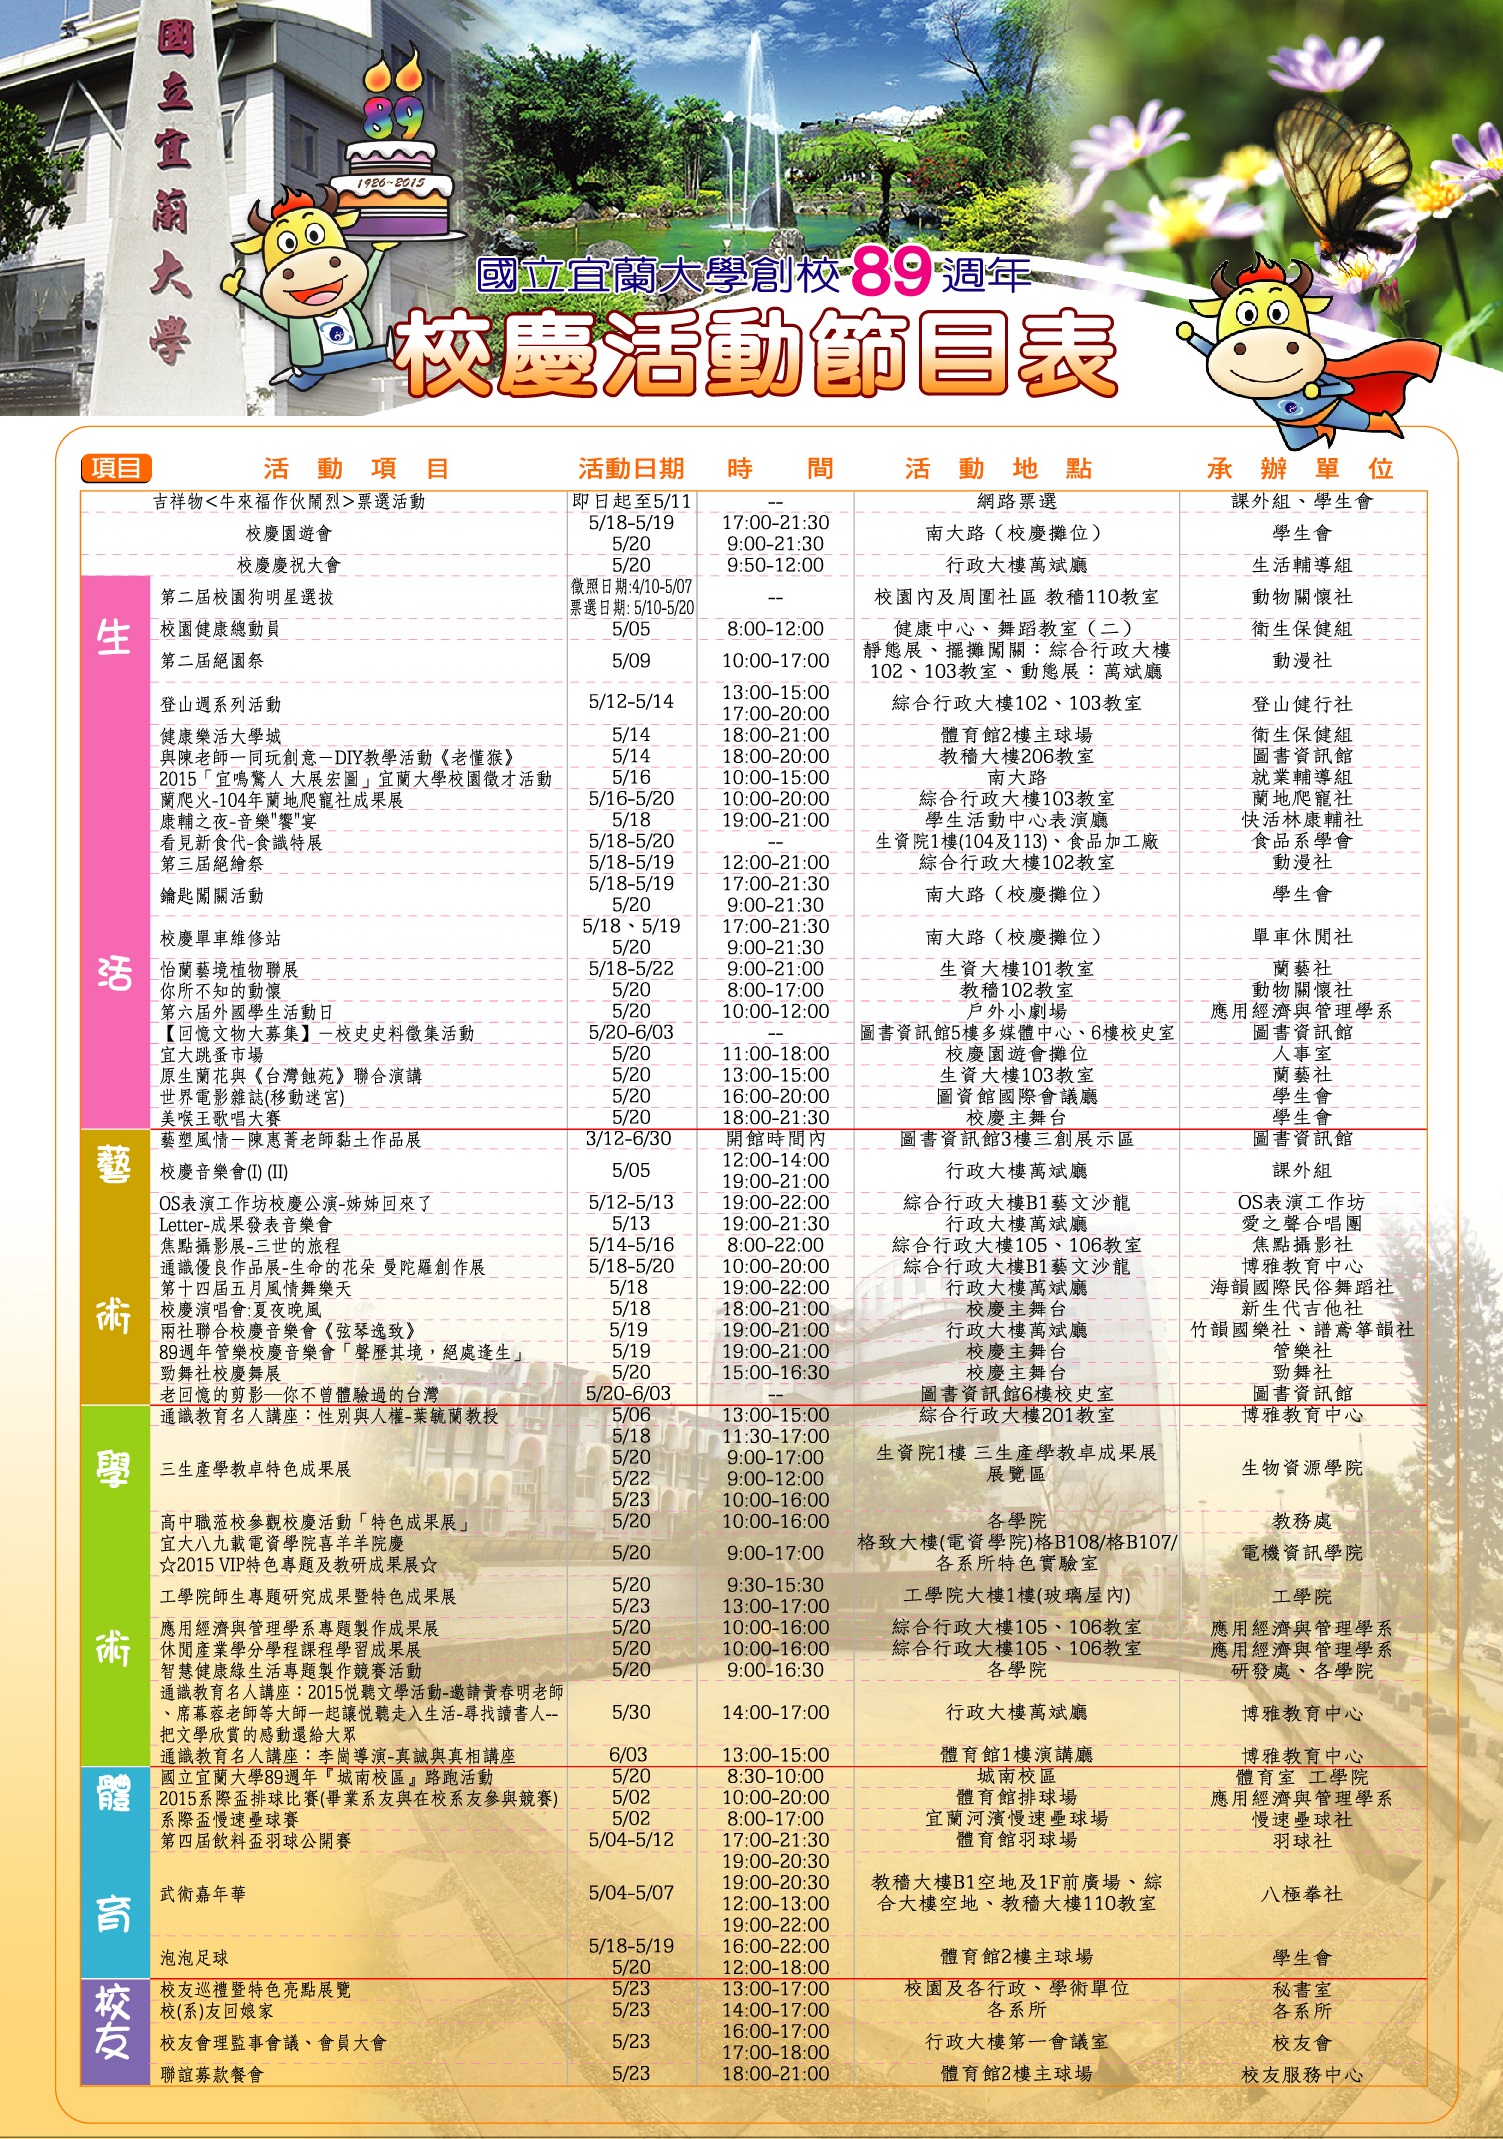 國立宜蘭大學
89
1926~2015
國立宜蘭大學創校89週年
校慶活動節目表
項目 活動項目 活動日期 時間 活動地點 承辦單位
吉祥物<牛來福作伙鬧烈>票選活動 即日起至5/11 -- 網路票選 課外組、學生會
校慶園遊會 5/18-5/19 17:00-21:30 南大路（校慶攤位） 學生會
5/20 9:00-21:30
校慶慶祝大會 5/20 9:50-12:00 行政大樓萬斌廳 生活輔導組
生活
第二屆校園狗明星選拔 徵照日期:4/10-5/07 -- 校園內及周圍社區 教穡110教室 動物關懷社
票選日期: 5/10-5/20
校園健康總動員 5/05 8:00-12:00 健康中心、舞蹈教室（二） 衛生保健組
第二屆絕園祭 5/09 10:00-17:00 靜態展、擺攤闖關：綜合行政大樓 動漫社
102、103教室、動態展：萬斌廳
登山週系列活動 5/12-5/14 13:00-15:00 綜合行政大樓102、103教室 登山健行社
17:00-20:00
健康樂活大學城 5/14 18:00-21:00 體育館2樓主球場 衛生保健組
與陳老師一同玩創意－DIY教學活動《老懂猴》 5/14 18:00-20:00 教穡大樓206教室 圖書資訊館
2015「宜鳴驚人 大展宏圖」宜蘭大學校園徵才活動 5/16 10:00-15:00 南大路 就業輔導組
蘭爬火-104年蘭地爬寵社成果展 5/16-5/20 10:00-20:00 綜合行政大樓103教室 蘭地爬寵社
康輔之夜-音樂"饗"宴 5/18 19:00-21:00 學生活動中心表演廳 快活林康輔社
看見新食代-食識特展 5/18-5/20 -- 生資院1樓(104及113)、食品加工廠 食品系學會
第三屆絕繪祭 5/18-5/19 12:00-21:00 綜合行政大樓102教室 動漫社
鑰匙闖關活動 5/18-5/19 17:00-21:30 南大路（校慶攤位） 學生會
5/20 9:00-21:30
校慶單車維修站 5/18、5/19 17:00-21:30 南大路（校慶攤位） 單車休閒社
5/20 9:00-21:30
怡蘭藝境植物聯展 5/18-5/22 9:00-21:00 生資大樓101教室 蘭藝社
你所不知的動懷 5/20 8:00-17:00 教穡102教室 動物關懷社
第六屆外國學生活動日 5/20 10:00-12:00 戶外小劇場 應用經濟與管理學系
【回憶文物大募集】－校史史料徵集活動 5/20-6/03 -- 圖書資訊館5樓多媒體中心、6樓校史室 圖書資訊館
宜大跳蚤市場 5/20 11:00-18:00 校慶園遊會攤位 人事室
原生蘭花與《台灣蝕苑》聯合演講 5/20 13:00-15:00 生資大樓103教室 蘭藝社
世界電影雜誌(移動迷宮) 5/20 16:00-20:00 圖資館國際會議廳 學生會
美喉王歌唱大賽 5/20 18:00-21:30 校慶主舞台 學生會
藝術
藝塑風情－陳惠菁老師黏土作品展 3/12-6/30 開館時間內 圖書資訊館3樓三創展示區 圖書資訊館
校慶音樂會(I) (II) 5/05 12:00-14:00 行政大樓萬斌廳 課外組
19:00-21:00
OS表演工作坊校慶公演-姊姊回來了 5/12-5/13 19:00-22:00 綜合行政大樓B1藝文沙龍 OS表演工作坊
Letter-成果發表音樂會 5/13 19:00-21:30 行政大樓萬斌廳 愛之聲合唱團
焦點攝影展-三世的旅程 5/14-5/16 8:00-22:00 綜合行政大樓105、106教室 焦點攝影社
通識優良作品展-生命的花朵 曼陀羅創作展 5/18-5/20 10:00-20:00 綜合行政大樓B1藝文沙龍 博雅教育中心
第十四屆五月風情舞樂天 5/18 19:00-22:00 行政大樓萬斌廳 海韻國際民俗舞蹈社
校慶演唱會:夏夜晚風 5/18 18:00-21:00 校慶主舞台 新生代吉他社
兩社聯合校慶音樂會《弦琴逸致》 5/19 19:00-21:00 行政大樓萬斌廳 竹韻國樂社、譜鳶箏韻社
89週年管樂校慶音樂會「聲歷其境，絕處逢生」 5/19 19:00-21:00 校慶主舞台 管樂社
勁舞社校慶舞展 5/20 15:00-16:30 校慶主舞台 勁舞社
老回憶的剪影—你不曾體驗過的台灣 5/20-6/03 -- 圖書資訊館6樓校史室 圖書資訊館
學術
通識教育名人講座：性別與人權-葉毓蘭教授 5/06 13:00-15:00 綜合行政大樓201教室 博雅教育中心
三生產學教卓特色成果展 5/18 11:30-17:00 生資院1樓 三生產學教卓成果展 生物資源學院
5/20 9:00-17:00 展覽區
5/22 9:00-12:00
5/23 10:00-16:00
高中職蒞校參觀校慶活動「特色成果展」 5/20 10:00-16:00 各學院 教務處
宜大八九載電資學院喜羊羊院慶 5/20 9:00-17:00 格致大樓(電資學院)格B108/格B107/ 電機資訊學院
☆2015 VIP特色專題及教研成果展☆ 各系所特色實驗室
工學院師生專題研究成果暨特色成果展 5/20 9:30-15:30 工學院大樓1樓(玻璃屋內) 工學院
5/23 13:00-17:00
應用經濟與管理學系專題製作成果展 5/20 10:00-16:00 綜合行政大樓105、106教室 應用經濟與管理學系
休閒產業學分學程課程學習成果展 5/20 10:00-16:00 綜合行政大樓105、106教室 應用經濟與管理學系
智慧健康綠生活專題製作競賽活動 5/20 9:00-16:30 各學院 研發處、各學院
通識教育名人講座：2015悅聽文學活動-邀請黃春明老師
、席幕蓉老師等大師一起讓悅聽走入生活-尋找讀書人-- 5/30 14:00-17:00 行政大樓萬斌廳 博雅教育中心
把文學欣賞的感動還給大眾
通識教育名人講座：李崗導演-真誠與真相講座 6/03 13:00-15:00 體育館1樓演講廳 博雅教育中心
體育
國立宜蘭大學89週年『城南校區』路跑活動 5/20 8:30-10:00 城南校區 體育室 工學院
2015系際盃排球比賽(畢業系友與在校系友參與競賽) 5/02 10:00-20:00 體育館排球場 應用經濟與管理學系
系際盃慢速壘球賽 5/02 8:00-17:00 宜蘭河濱慢速壘球場 慢速壘球社
第四屆飲料盃羽球公開賽 5/04-5/12 17:00-21:30 體育館羽球場 羽球社
武術嘉年華 5/04-5/07 19:00-20:30 教穡大樓B1空地及1F前廣場、綜 八極拳社
19:00-20:30 合大樓空地、教穡大樓110教室
12:00-13:00
19:00-22:00
泡泡足球 5/18-5/19 16:00-22:00 體育館2樓主球場 學生會
5/20 12:00-18:00
校友
校友巡禮暨特色亮點展覽 5/23 13:00-17:00 校園及各行政、學術單位 秘書室
校(系)友回娘家 5/23 14:00-17:00 各系所 各系所
校友會理監事會議、會員大會 5/23 16:00-17:00 行政大樓第一會議室 校友會
17:00-18:00
聯誼募款餐會 5/23 18:00-21:00 體育館2樓主球場 校友服務中心